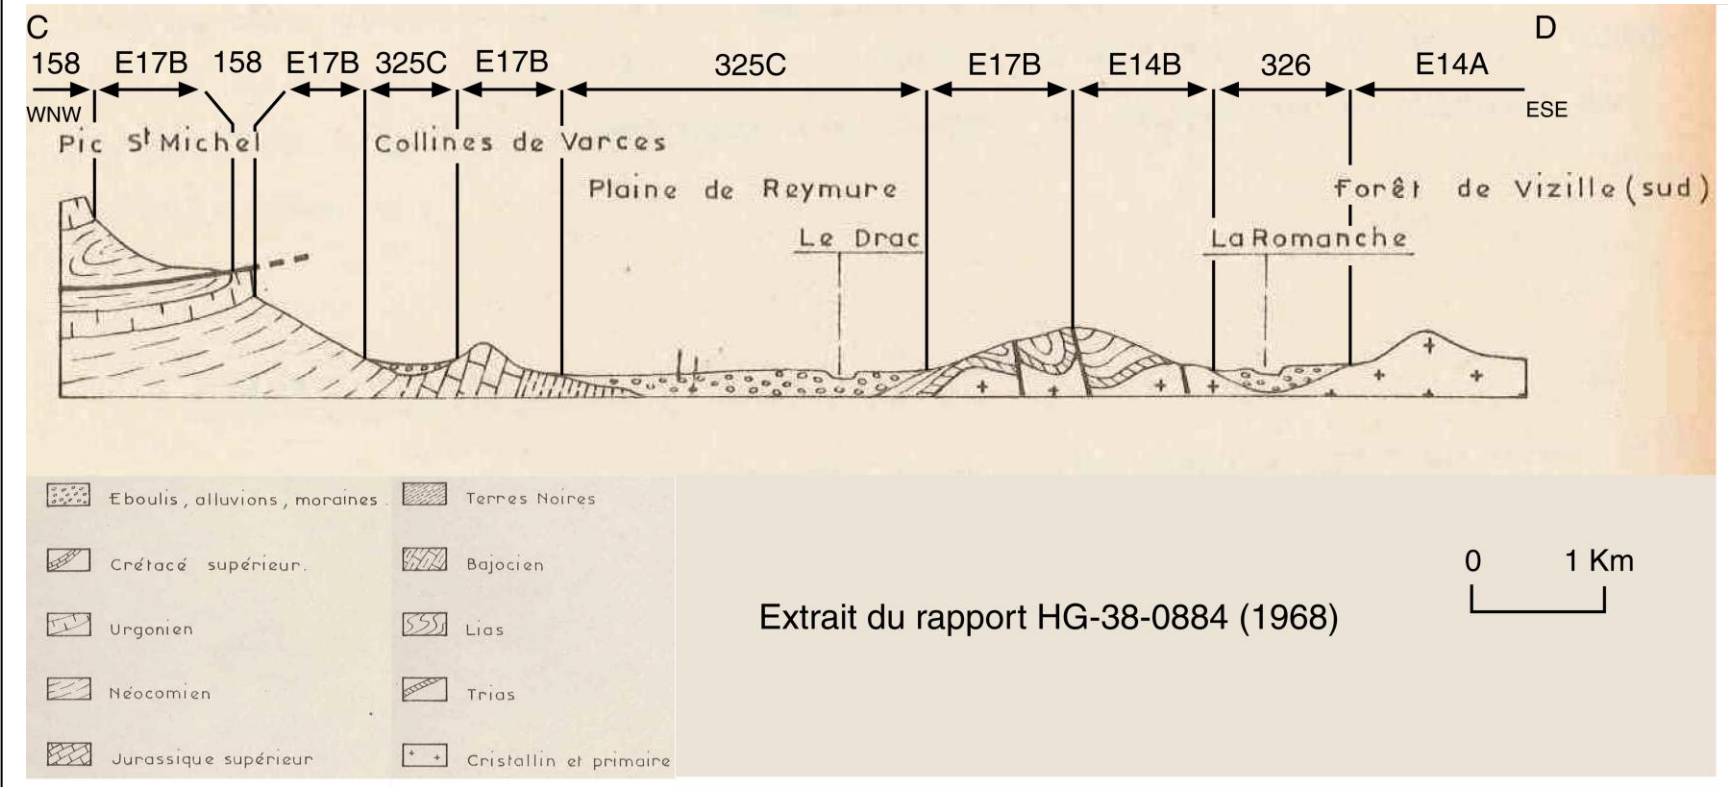 C D
158 E17B 158 E17B 325C E17B 325C E17B E14B 326 E14A
WNW ESE
Pic St Michel Collines de Varces
Plaine de Reymure Forêt de Vizille (sud)
Le Drac La Romanche
Eboulis, alluvions, moraines. Terres Noires
Crétacé supérieur. Bajocien
0 1 Km
Urgonien Lias
Extrait du rapport HG-38-0884 (1968)
Néocomien Trias
Jurassique supérieur Cristallin et primaire